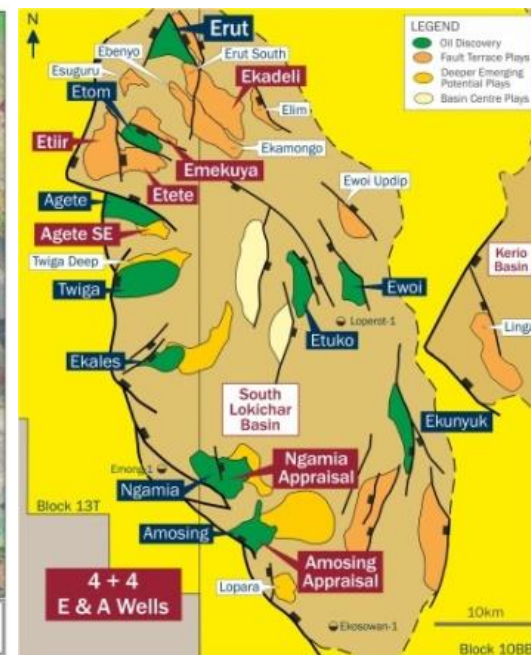 N
Erut
LEGEND
Oil Discovery
Fault Terrace Plays
Deeper Emerging
Potential Plays
Basin Centre Plays
Ebenyo
Erut South
Esuguru
Ekadeli
Etom
Elim
Etiir
Ekamongo
Emekuya
Etete
Ewoi Updip
Agete
Agete SE
Kerio
Basin
Twiga Deep
Twiga
Ewoi
Loperot-1
Etuko
Ekales
South
Lokichar
Basin
Ekunyuk
Ngamia
Appraisal
Emong-1
Ngamia
Block 13T
Amosing
Amosing
Appraisal
4 + 4
E & A Wells
Lopara
10km
Ekosowan-1